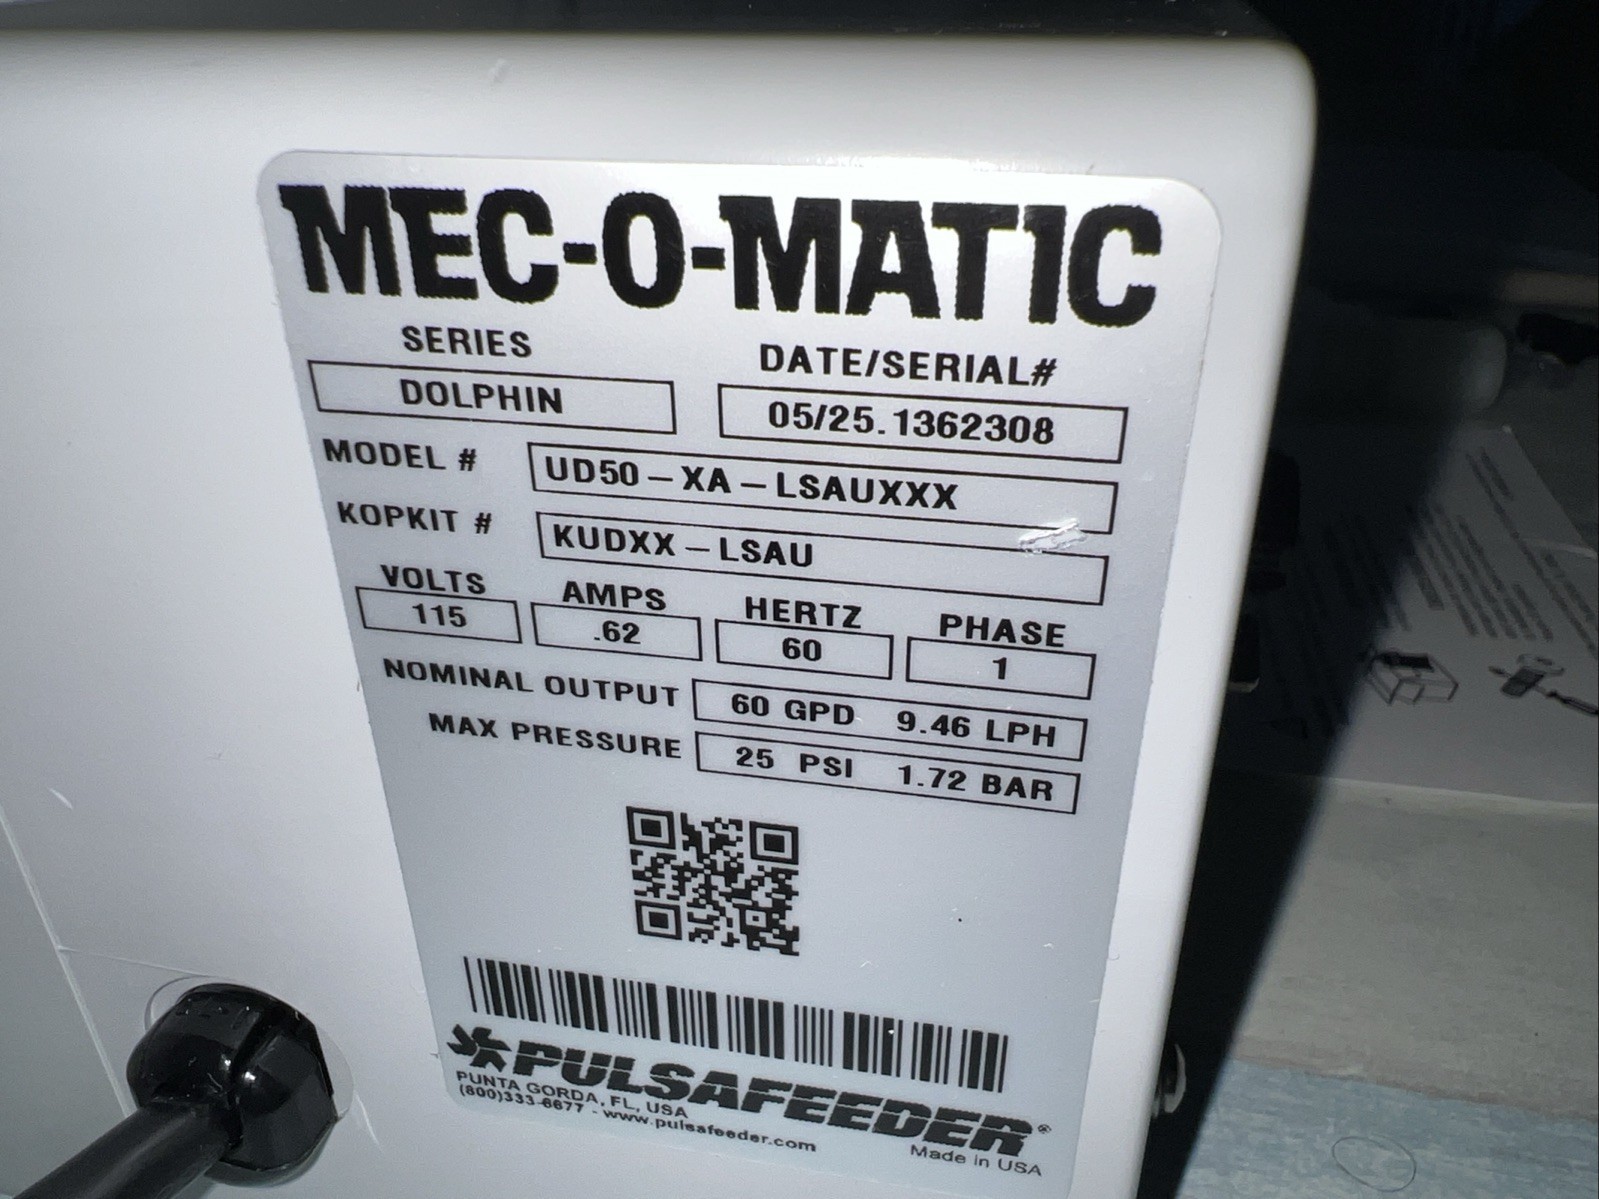 MEC-O-MATIC
SERIES DATE/SERIAL#
DOLPHIN 05/25.1362308
MODEL # UD50-XA-LSAUXXX
KOPKIT # KUDXX-LSAU
VOLTS AMPS HERTZ PHASE
115 .62 60 1
NOMINAL OUTPUT 60 GPD 9.46 LPH
MAX PRESSURE 25 PSI 1.72 BAR
PULSAFEEDER®
PUNTA GORDA, FL, USA
(800)333-6677 - www.pulsafeeder.com
Made in USA